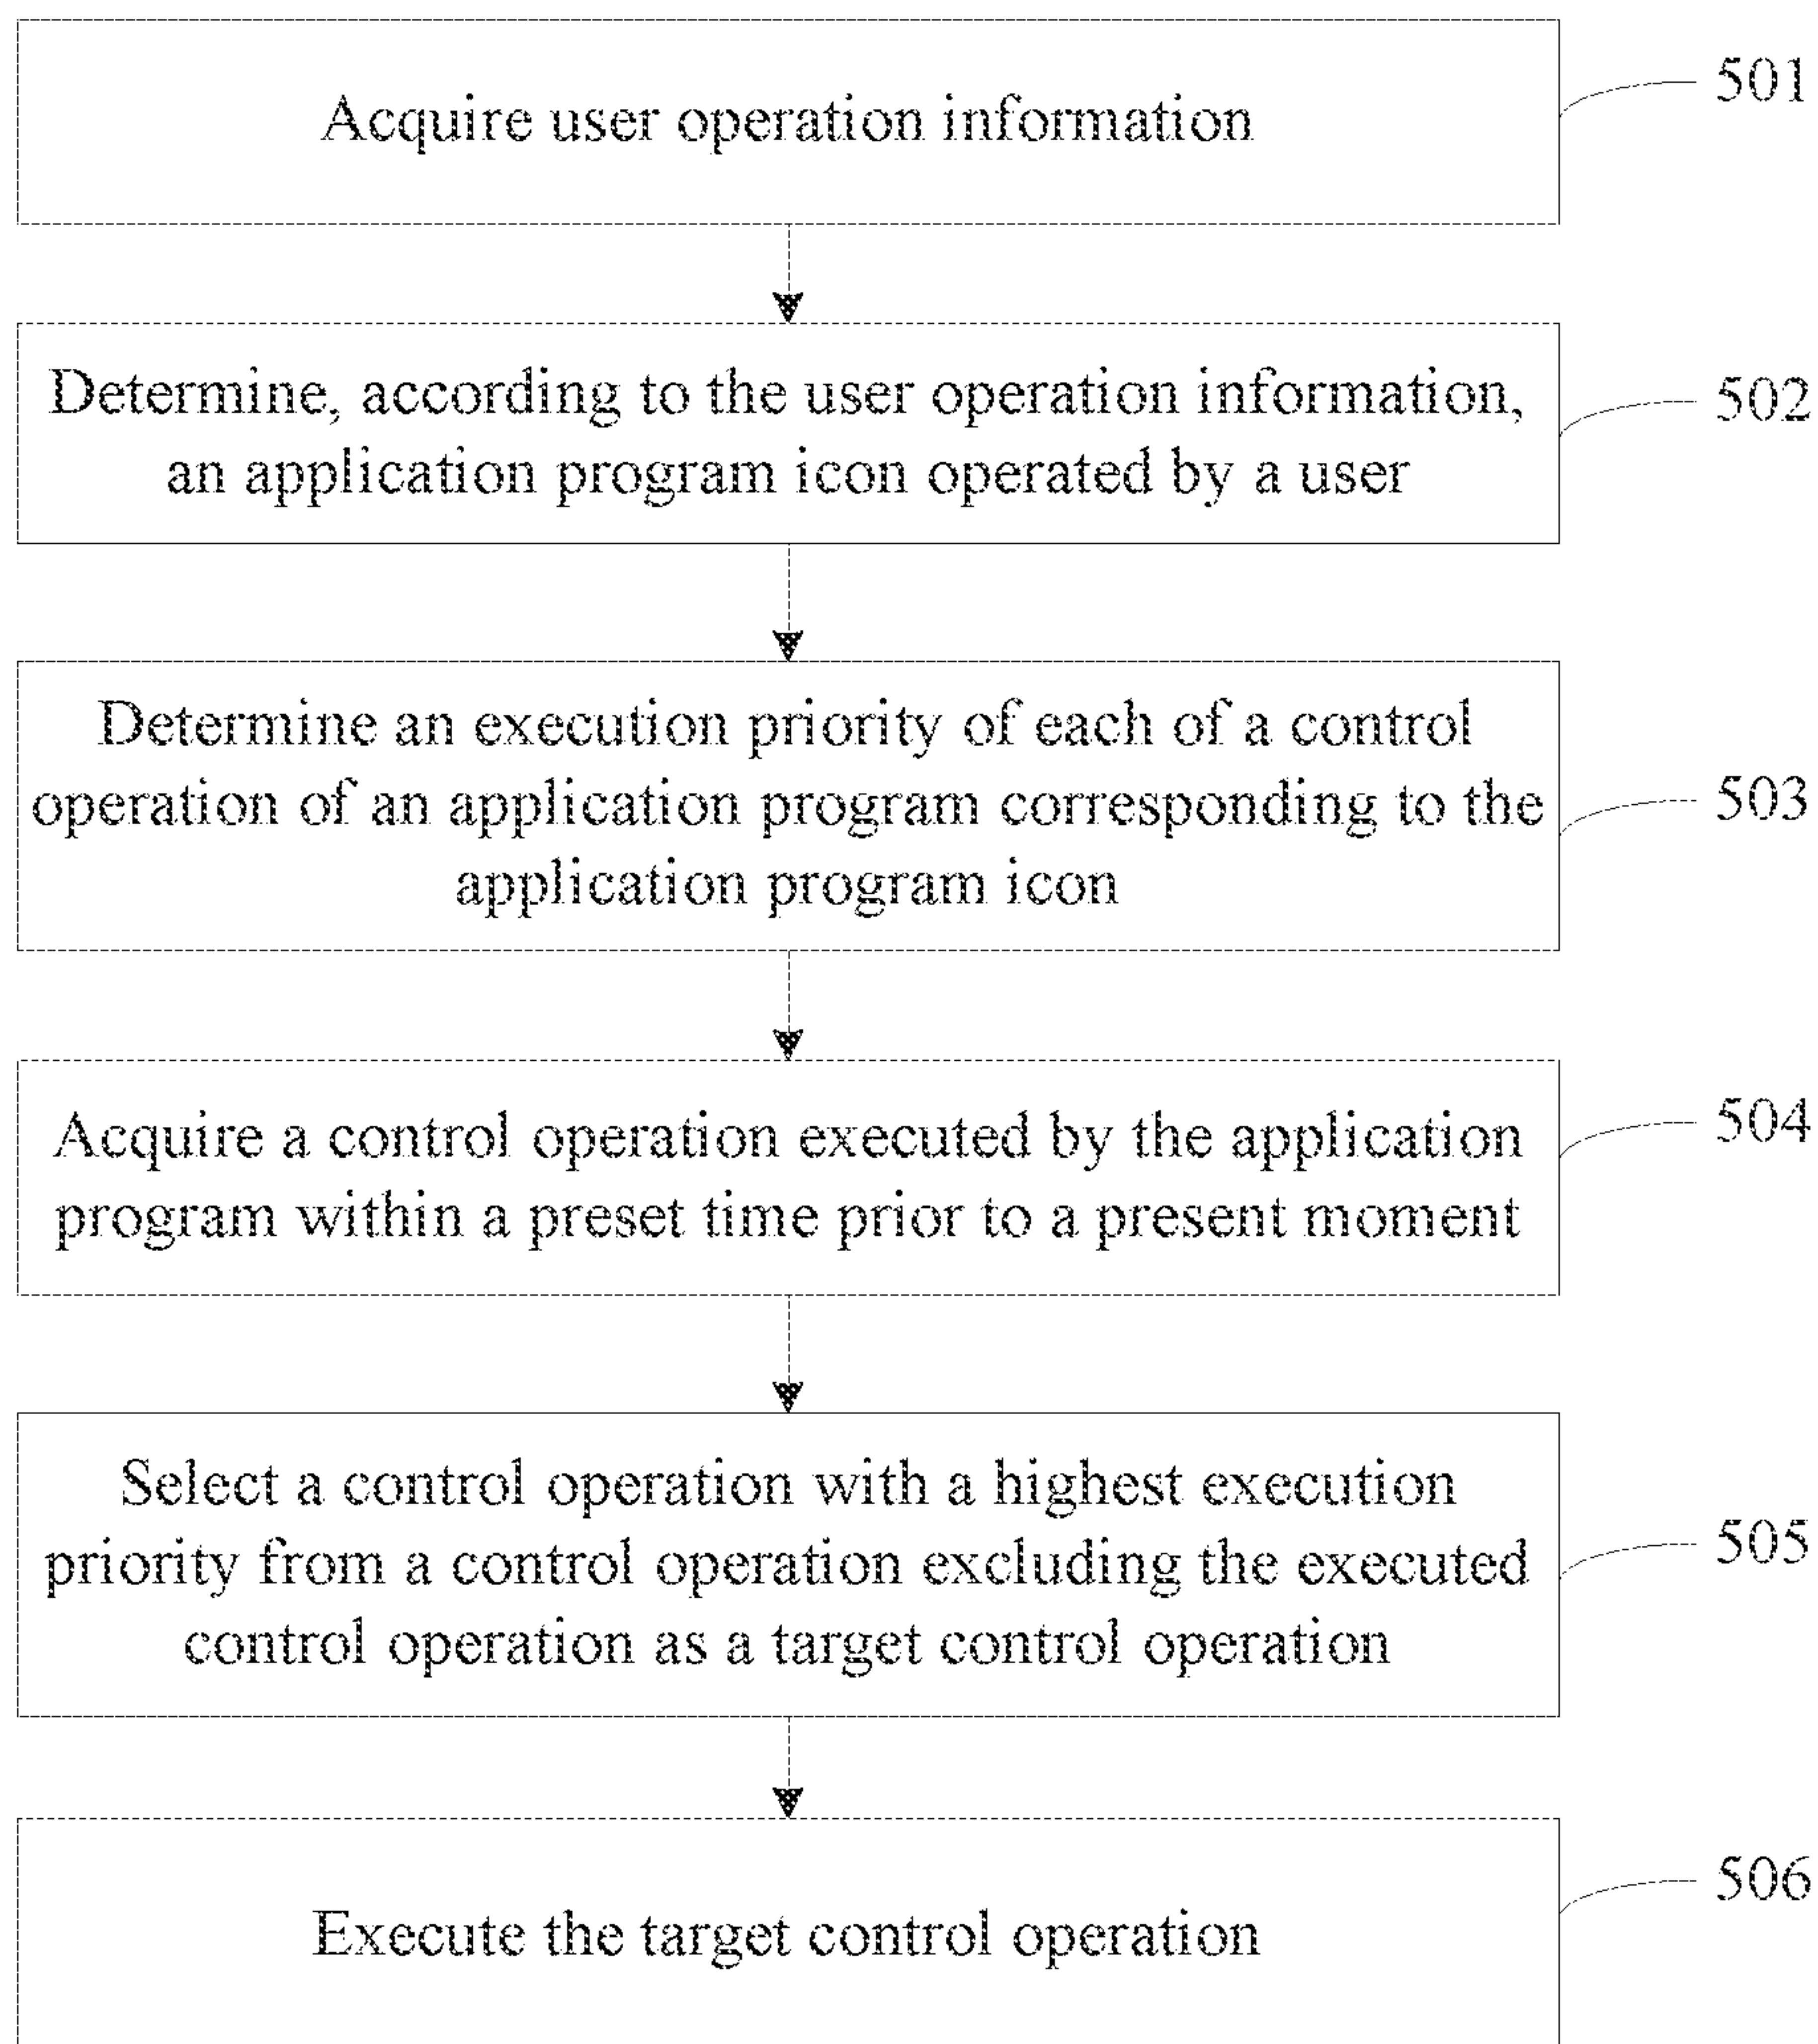 Acquire user operation information
501
Determine, according to the user operation information,
an application program icon operated by a user
502
Determine an execution priority of each of a control
operation of an application program corresponding to the
application program icon
503
Acquire a control operation executed by the application
program within a preset time prior to a present moment
504
Select a control operation with a highest execution
priority from a control operation excluding the executed
control operation as a target control operation
505
Execute the target control operation
506